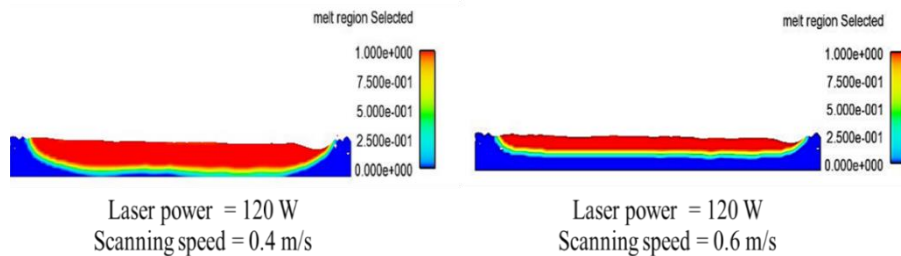 melt region Selected
1.000e+000
7.500e-001
5.000e-001
2.500e-001
0.000e+000
Laser power = 120 W
Scanning speed = 0.4 m/s
melt region Selected
1.000e+000
7.500e-001
5.000e-001
2.500e-001
0.000e+000
Laser power = 120 W
Scanning speed = 0.6 m/s